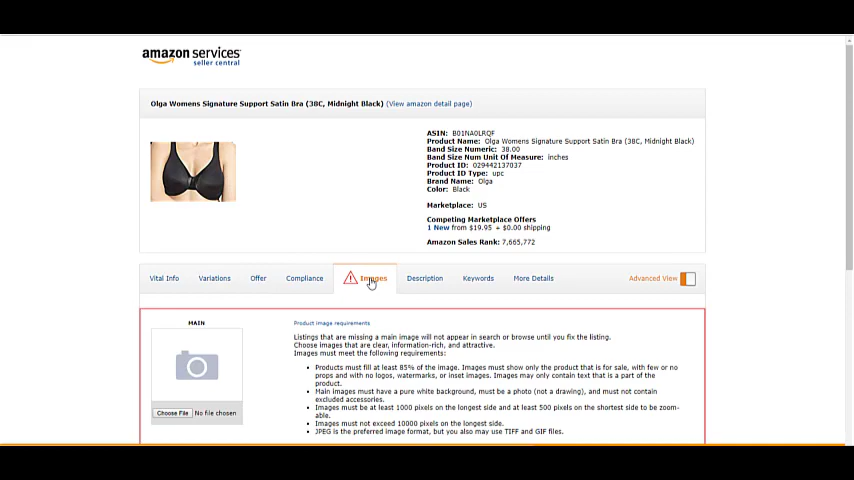 amazon services
seller central
Olga Womens Signature Support Satin Bra (38C, Midnight Black) (View amazon detail page)
ASIN: B01NA0LRQF
Product Name: Olga Womens Signature Support Satin Bra (38C, Midnight Black)
Band Size Numeric: 38.00
Band Size Num Unit Of Measure: inches
Product ID: 029442137037
Product ID Type: upc
Brand Name: Olga
Color: Black
Marketplace: US
Competing Marketplace Offers
1 New from $19.95 + $0.00 shipping
Amazon Sales Rank: 7,665,772
Vital Info Variations Offer Compliance Images Description Keywords More Details Advanced View
MAIN
Choose File No file chosen
Product image requirements
Listings that are missing a main image will not appear in search or browse until you fix the listing.
Choose images that are clear, information-rich, and attractive.
Images must meet the following requirements:
• Products must fill at least 85% of the image. Images must show only the product that is for sale, with few or
no props and with no logos, watermarks, or inset images. Images may only contain text that is a part of the
product.
• Main images must have a pure white background, must be a photo (not a drawing), and must not contain
excluded accessories.
• Images must be at least 1000 pixels on the longest side and at least 500 pixels on the shortest side to be zoom-
able.
• Images must not exceed 10000 pixels on the longest side.
• JPEG is the preferred image format, but you also may use TIFF and GIF files.